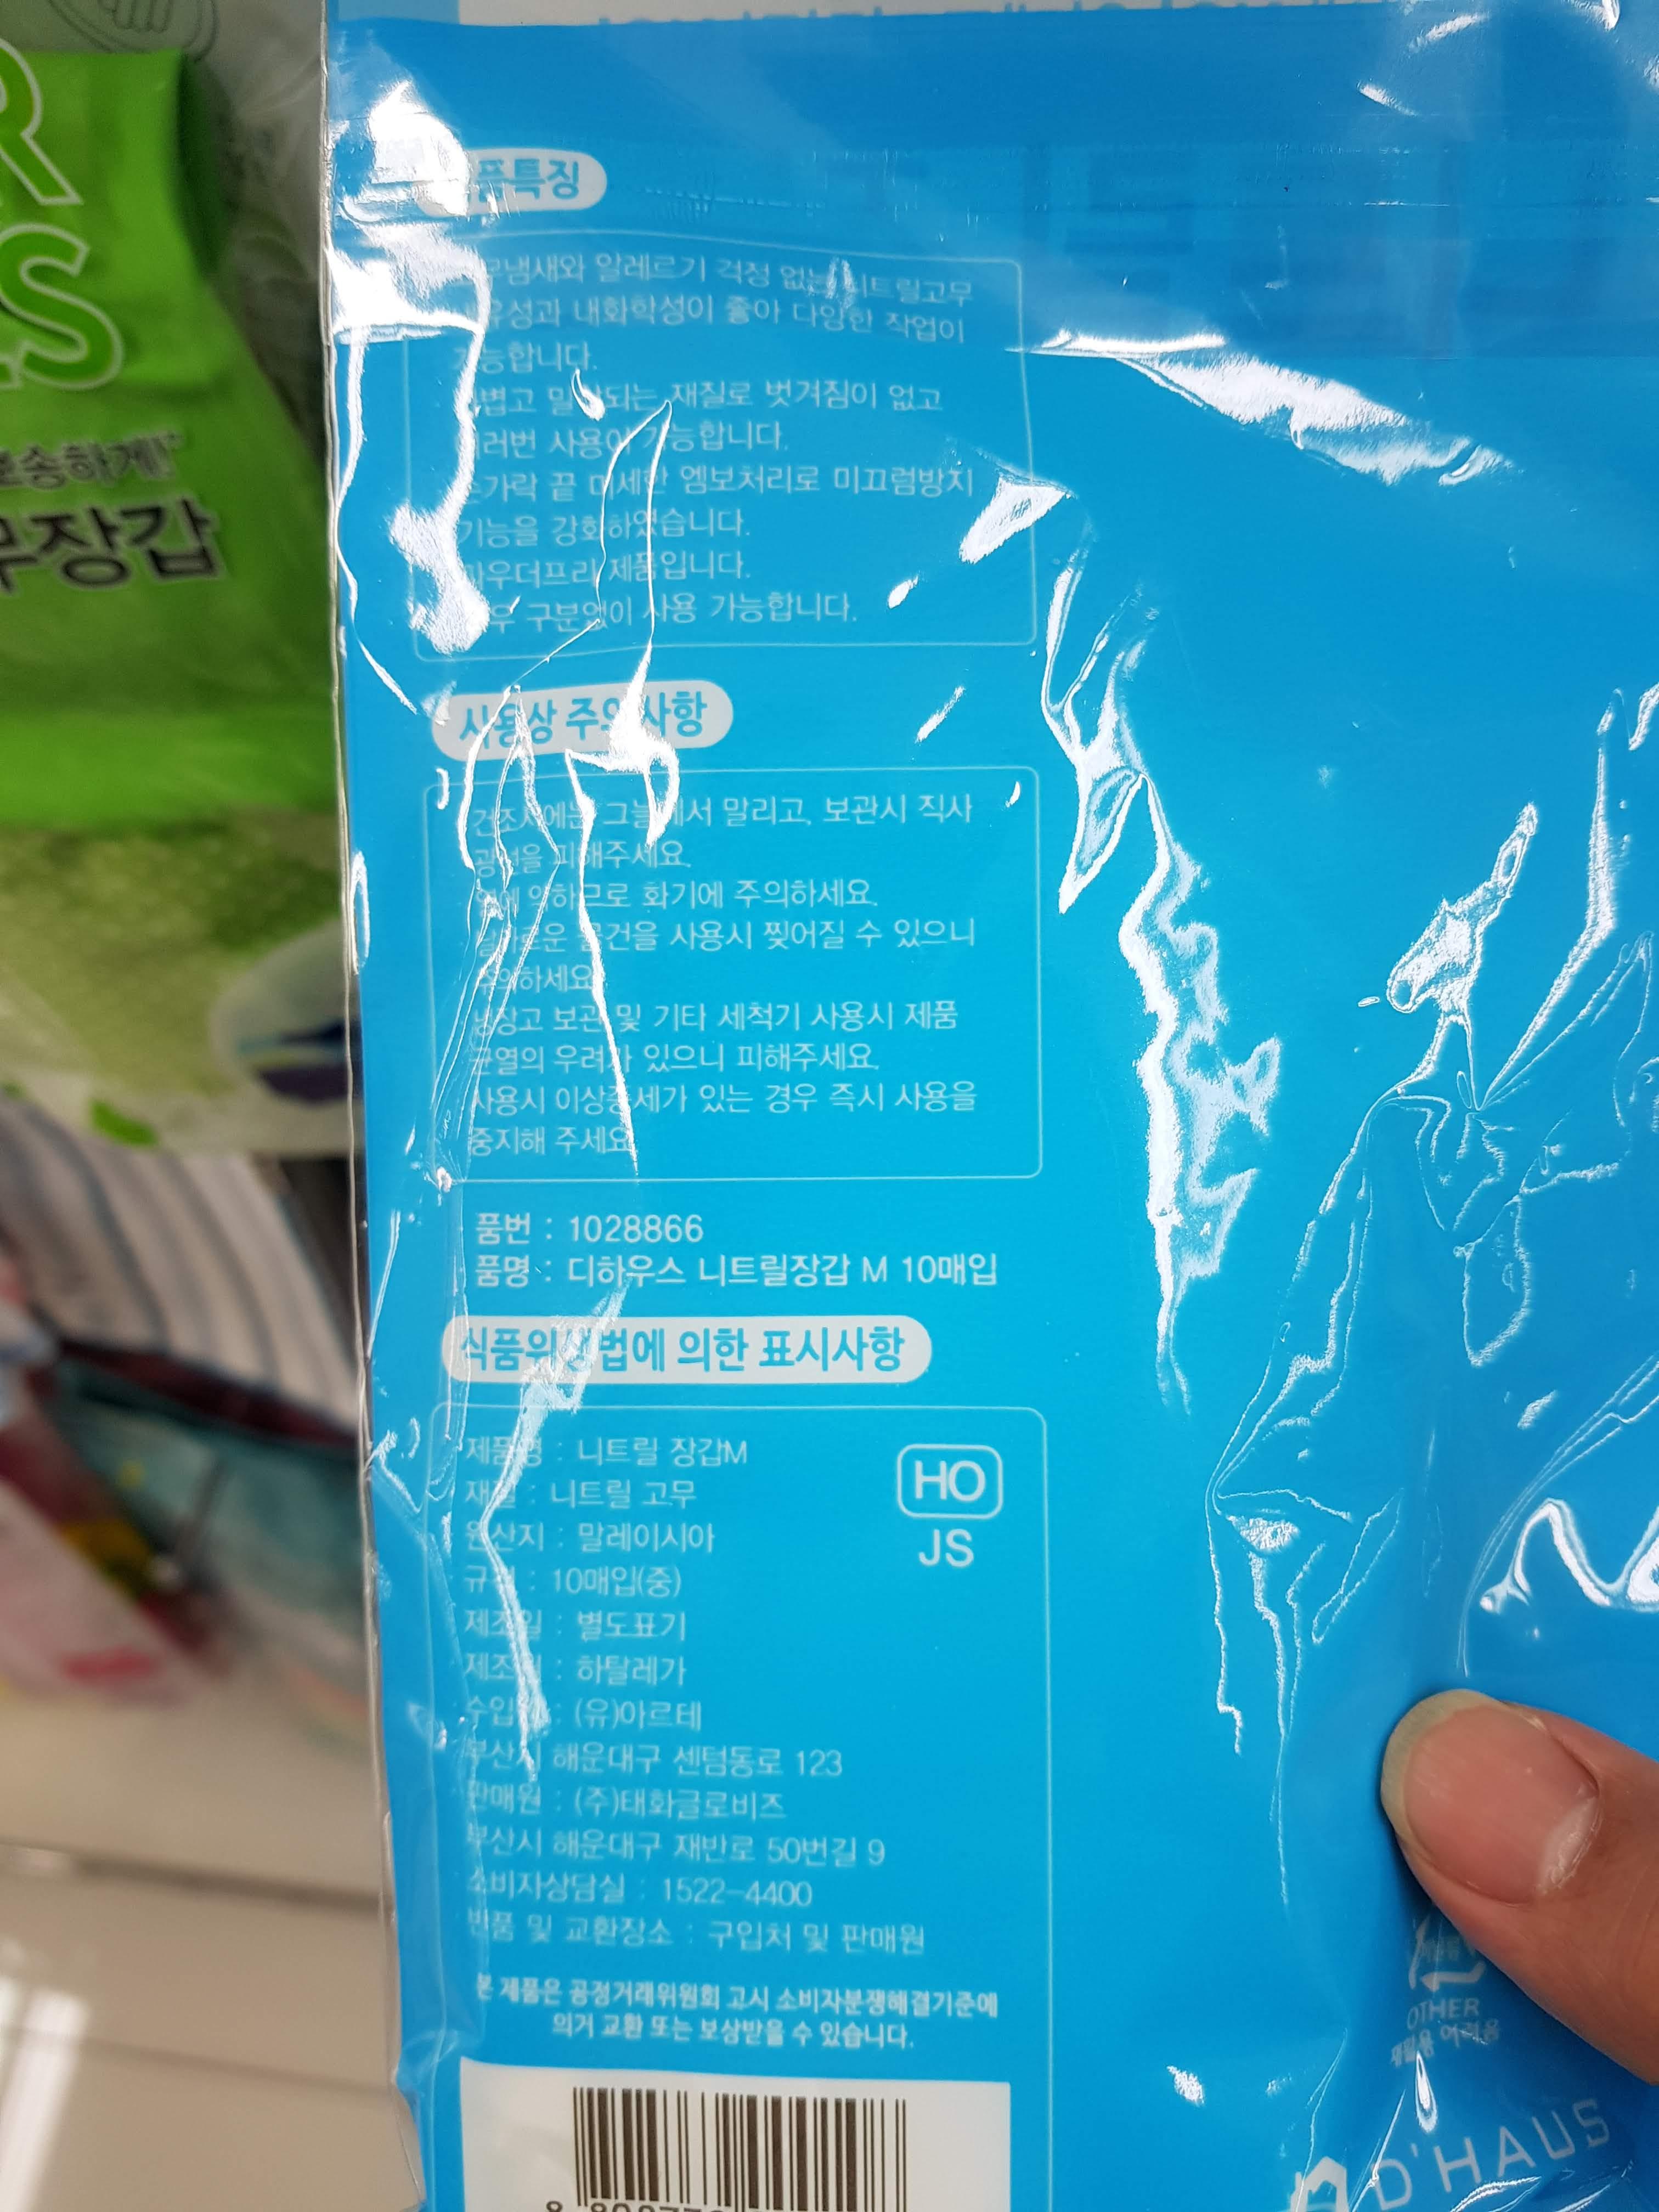 R
ES
송하게!"
장갑
품특징
무냄새와 알레르기 걱정 없는 니트릴고무
유성과 내화학성이 좋아 다양한 작업이
가능합니다.
가볍고 밀착되는 재질로 벗겨짐이 없고
여러번 사용이 가능합니다.
손가락 끝 미세한 엠보처리로 미끄럼방지
기능을 강화하였습니다.
파우더프리 제품입니다.
좌우 구분없이 사용 가능합니다.
사용상 주의사항
건조시에는 그늘에서 말리고, 보관시 직사
광선을 피해주세요.
열에 약하므로 화기에 주의하세요.
날카로운 물건을 사용시 찢어질 수 있으니
주의하세요.
냉장고 보관 및 기타 세척기 사용시 제품
균열의 우려가 있으니 피해주세요.
사용시 이상증세가 있는 경우 즉시 사용을
중지해 주세요.
품번 : 1028866
품명 : 디하우스 니트릴장갑 M 10매입
식품위생법에 의한 표시사항
제품명 : 니트릴 장갑M
재질 : 니트릴 고무
원산지 : 말레이시아
규격 : 10매입(중)
제조일 : 별도표기
제조원 : 하탈레가
수입원 : (유)아르테
부산시 해운대구 센텀동로 123
판매원 : (주)태화글로비즈
부산시 해운대구 재반로 50번길 9
소비자상담실 : 1522-4400
반품 및 교환장소 : 구입처 및 판매원
HO
JS
본 제품은 공정거래위원회 고시 소비자분쟁해결기준에
의거 교환 또는 보상받을 수 있습니다.
OTHER
D'HAUS